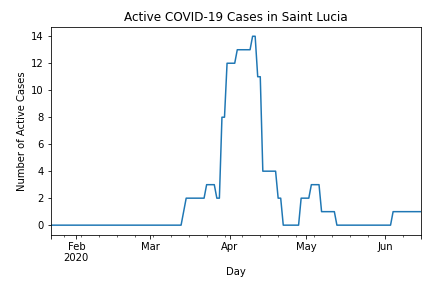 Active COVID-19 Cases in Saint Lucia
Number of Active Cases
14
12
10
8
6
4
2
0
Feb
2020
Mar
Apr
May
Jun
Day